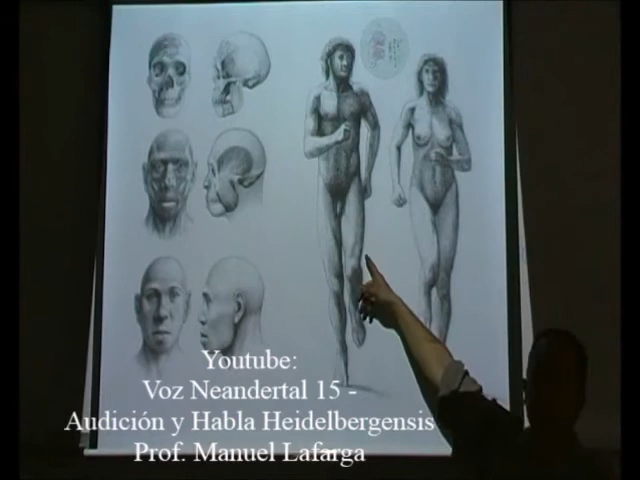 Youtube:
Voz Neandertal 15 -
Audición y Habla Heidelbergensis
Prof. Manuel Lafarga